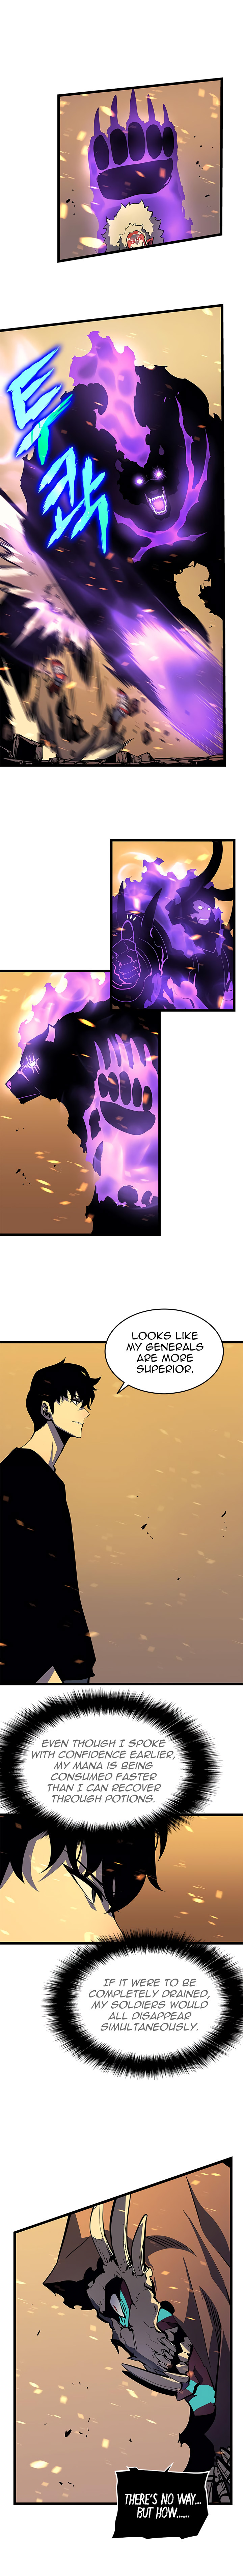 투
콱
LOOKS LIKE
MY GENERALS
ARE MORE
SUPERIOR.
EVEN THOUGH I SPOKE
WITH CONFIDENCE EARLIER,
MY MANA IS BEING
CONSUMED FASTER
THAN I CAN RECOVER
THROUGH POTIONS.
IF IT WERE TO BE
COMPLETELY DRAINED,
MY SOLDIERS WOULD
ALL DISAPPEAR
SIMULTANEOUSLY.
THERE'S NO WAY...
BUT HOW......